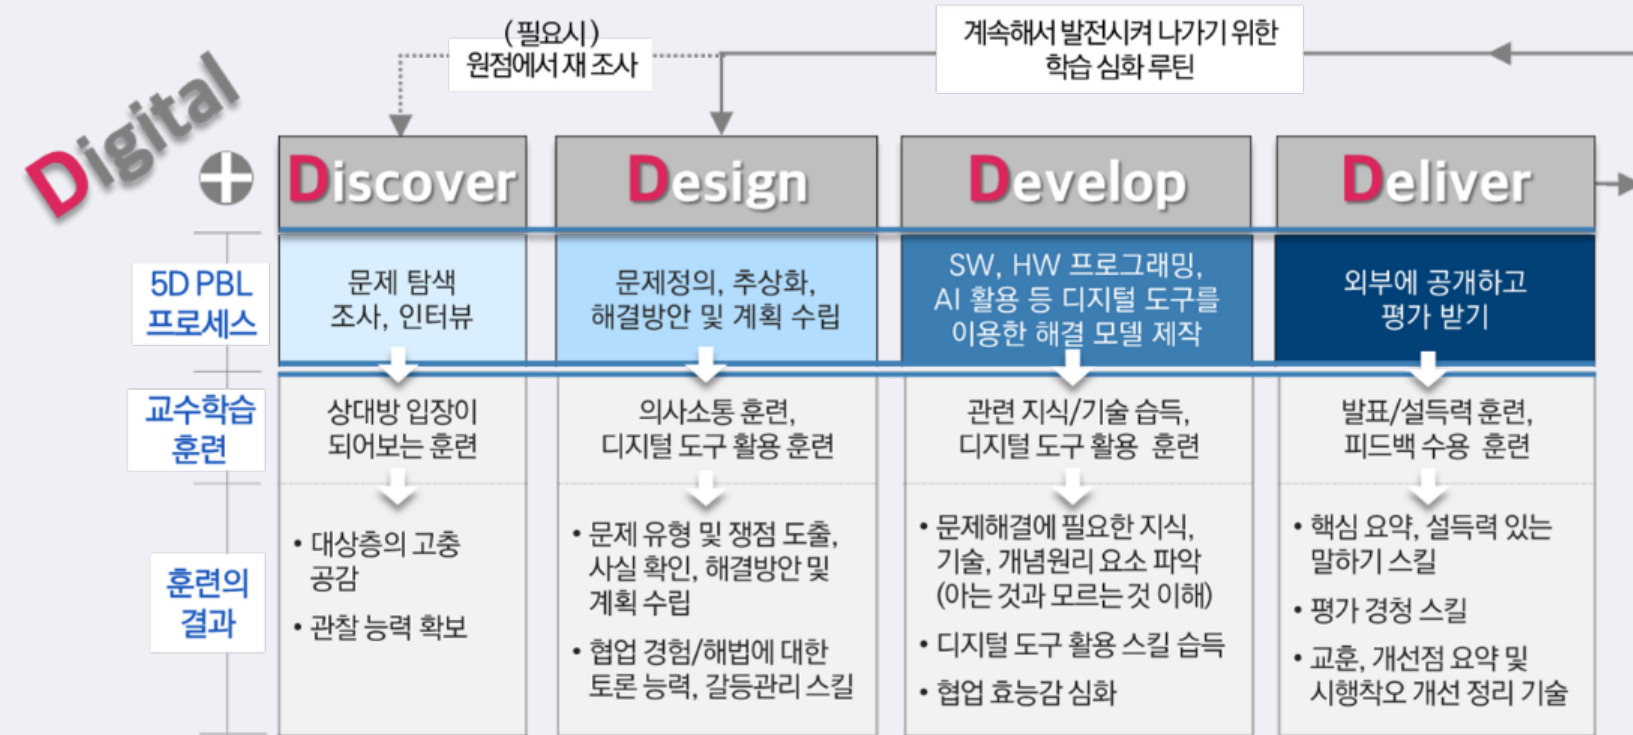 (필요시)
원점에서 재 조사
계속해서 발전시켜 나가기 위한
학습 심화 루틴
Digital
Discover
Design
Develop
Deliver
5D PBL
프로세스
문제 탐색
조사, 인터뷰
문제정의, 추상화,
해결방안 및 계획 수립
SW, HW 프로그래밍,
AI 활용 등 디지털 도구를
이용한 해결 모델 제작
외부에 공개하고
평가 받기
교수학습
훈련
상대방 입장이
되어보는 훈련
의사소통 훈련,
디지털 도구 활용 훈련
관련 지식/기술 습득,
디지털 도구 활용 훈련
발표/설득력 훈련,
피드백 수용 훈련
훈련의
결과
• 대상층의 고충
공감
• 관찰 능력 확보
• 문제 유형 및 쟁점 도출,
사실 확인, 해결방안 및
계획 수립
• 협업 경험/해법에 대한
토론 능력, 갈등관리 스킬
• 문제해결에 필요한 지식,
기술, 개념원리 요소 파악
(아는 것과 모르는 것 이해)
• 디지털 도구 활용 스킬 습득
• 협업 효능감 심화
• 핵심 요약, 설득력 있는
말하기 스킬
• 평가 경청 스킬
• 교훈, 개선점 요약 및
시행착오 개선 정리 기술